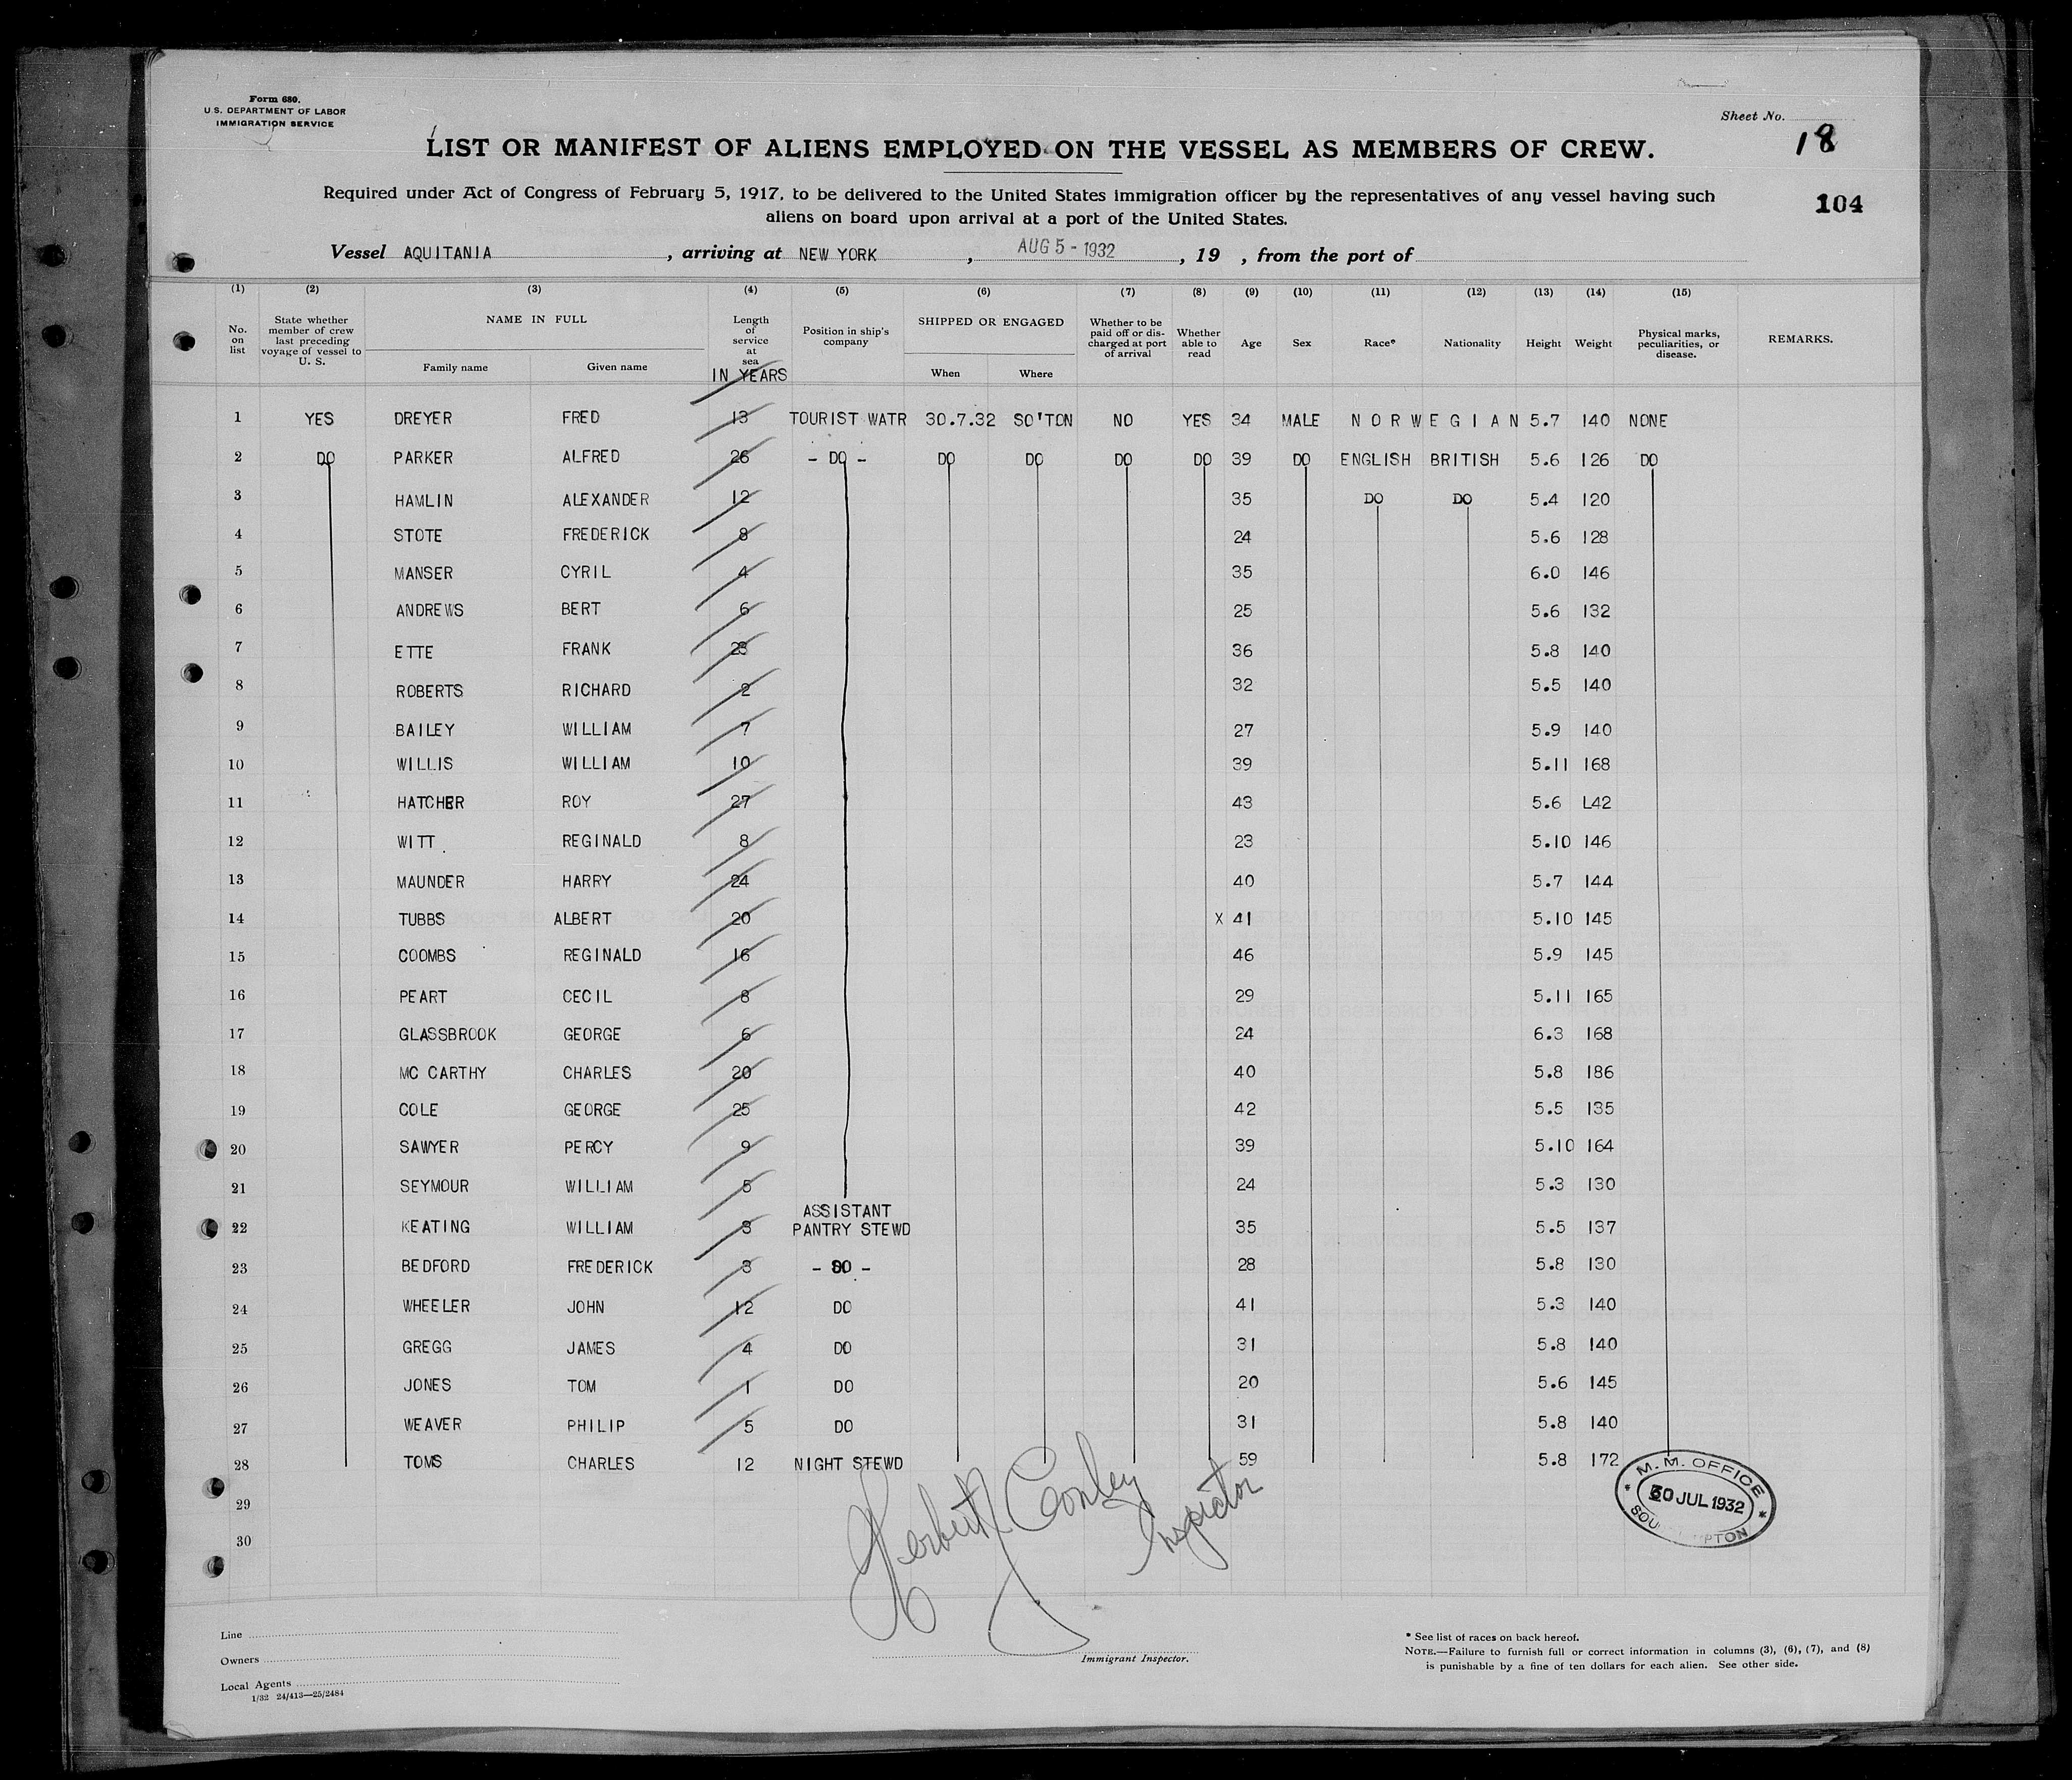 Form 680.
U. S. DEPARTMENT OF LABOR
IMMIGRATION SERVICE
Sheet No.
18
LIST OR MANIFEST OF ALIENS EMPLOYED ON THE VESSEL AS MEMBERS OF CREW.
Required under Act of Congress of February 5, 1917, to be delivered to the United States immigration officer by the representatives of any vessel having such
aliens on board upon arrival at a port of the United States.
104
Vessel AQUITANIA , arriving at NEW YORK , AUG 5 - 1932 , 19 , from the port of
(1) (2) (3) (4) (5) (6) (7) (8) (9) (10) (11) (12) (13) (14) (15)
No. on list
State whether member of crew last preceding voyage of vessel to U. S.
NAME IN FULL
Family name
Given name
Length of service at sea
IN YEARS
Position in ship's company
SHIPPED OR ENGAGED
When
Where
Whether to be paid off or discharged at port of arrival
Whether able to read
Age
Sex
Race*
Nationality
Height
Weight
Physical marks, peculiarities, or disease.
REMARKS.
1 YES DREYER FRED 13 TOURIST WATR 30.7.32 SO'TON NO YES 34 MALE NORWEGIAN 5.7 140 NONE
2 DO PARKER ALFRED 26 - DO - DO DO DO DO 39 DO ENGLISH BRITISH 5.6 126 DO
3 HAMLIN ALEXANDER 12 35 DO DO 5.4 120
4 STOTE FREDERICK 8 24 5.6 128
5 MANSER CYRIL 4 35 6.0 146
6 ANDREWS BERT 6 25 5.6 132
7 ETTE FRANK 23 36 5.8 140
8 ROBERTS RICHARD 2 32 5.5 140
9 BAILEY WILLIAM 7 27 5.9 140
10 WILLIS WILLIAM 10 39 5.11 168
11 HATCHER ROY 27 43 5.6 L42
12 WITT. REGINALD 8 23 5.10 146
13 MAUNDER HARRY 24 40 5.7 144
14 TUBBS ALBERT 20 X 41 5.10 145
15 COOMBS REGINALD 16 46 5.9 145
16 PEART CECIL 8 29 5.11 165
17 GLASSBROOK GEORGE 6 24 6.3 168
18 MC CARTHY CHARLES 20 40 5.8 186
19 COLE GEORGE 25 42 5.5 135
20 SAWYER PERCY 9 39 5.10 164
21 SEYMOUR WILLIAM 5 24 5.3 130
22 KEATING WILLIAM 3 ASSISTANT PANTRY STEWD 35 5.5 137
23 BEDFORD FREDERICK 3 - DO - 28 5.8 130
24 WHEELER JOHN 12 DO 41 5.3 140
25 GREGG JAMES 4 DO 31 5.8 140
26 JONES TOM 1 DO 20 5.6 145
27 WEAVER PHILIP 5 DO 31 5.8 140
28 TOMS CHARLES 12 NIGHT STEWD 59 5.8 172
29
30
Herbert Conley Inspector
M. M. OFFICE
30 JUL 1932
Line
Owners
Local Agents
1/32 24/413—25/2484
Immigrant Inspector.
* See list of races on back hereof.
NOTE.—Failure to furnish full or correct information in columns (3), (6), (7), and (8)
is punishable by a fine of ten dollars for each alien. See other side.